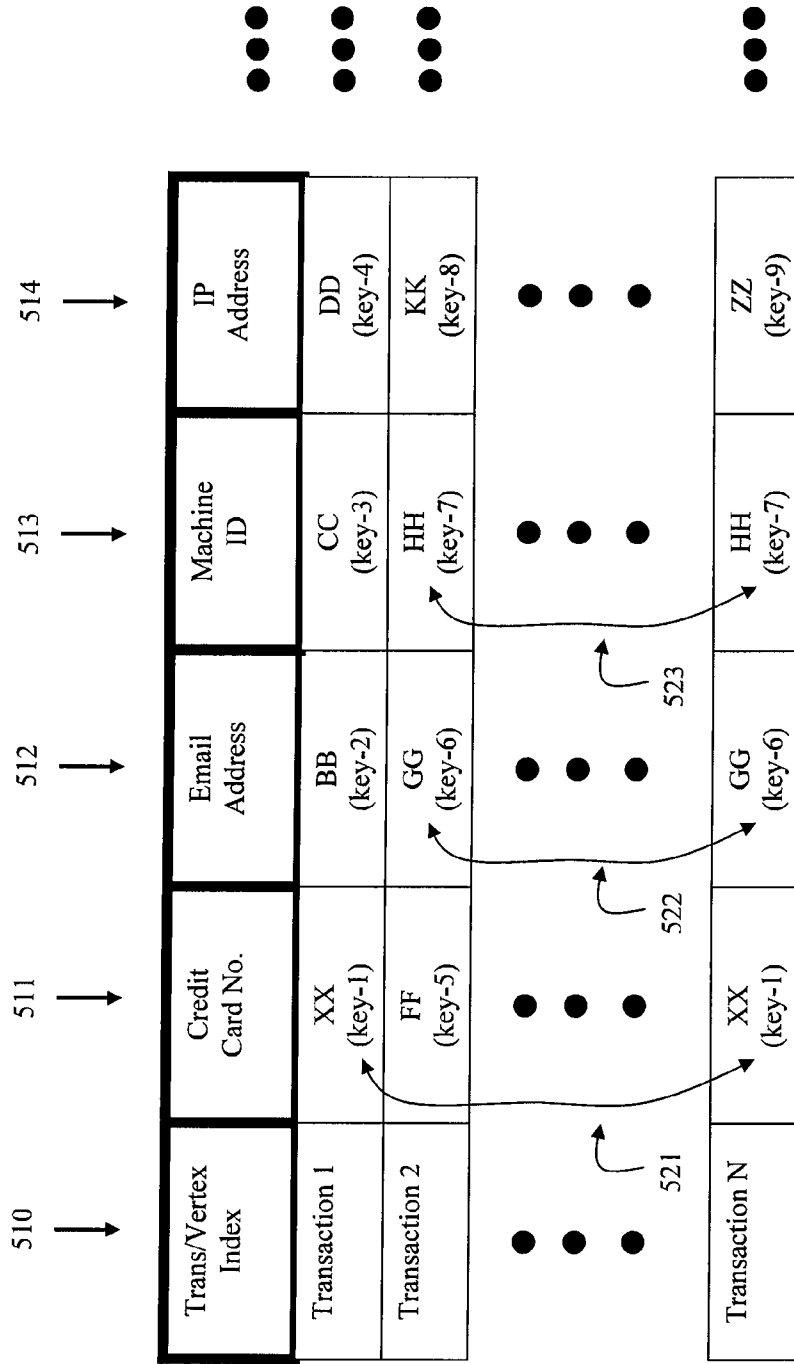 510
511
512
513
514
Trans/Vertex
Index
Credit
Card No.
Email
Address
Machine
ID
IP
Address
Transaction 1
XX
(key-1)
BB
(key-2)
CC
(key-3)
DD
(key-4)
Transaction 2
FF
(key-5)
GG
(key-6)
HH
(key-7)
KK
(key-8)
521
522
523
Transaction N
XX
(key-1)
GG
(key-6)
HH
(key-7)
ZZ
(key-9)